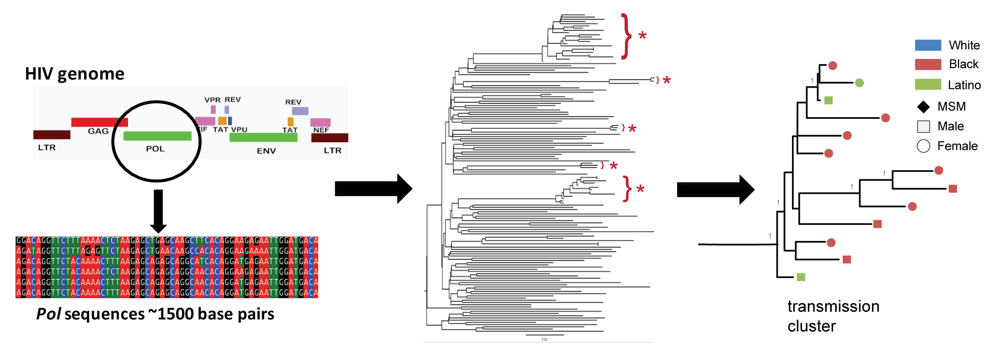 HIV genome
VPR REV
REV
GAG
IF TAT VPU
TAT NEF
LTR
POL
ENV
LTR
GGACAGGTTCTTTAAAACTCTAAGAGCTGAGCAAGCTTCACAGGAAGAGAATTGGATGACA
AGATAGGTTCTTTAGAGTTCTAAGAGCTGAACAAGCCACACAGGAAGAAAATTGGATGACA
AGACAGGTTCTACAAAACTTTAAGAGCAGAGCAGGCATCACAGGATGAGAATTGGATGACA
AGACAGGTTCTACAAAACTCTAAGAGCAGAGCAGGCAACACAGGAAGAGAATTGGATGACA
AGACAGGTTCTACAAAACTTTAAGAGCAGAGCAGGCAACACAGGATGAGAATTGGATGACA
AGACAGGTTCTACAAAACTTTAAGAGCAGAGCAGGCAACACAGGATGAGAATTGGATGACA
Pol sequences ~1500 base pairs
} *
} *
} *
} *
} *
0.02
1
1
1
1
1
White
Black
Latino
MSM
Male
Female
transmission
cluster